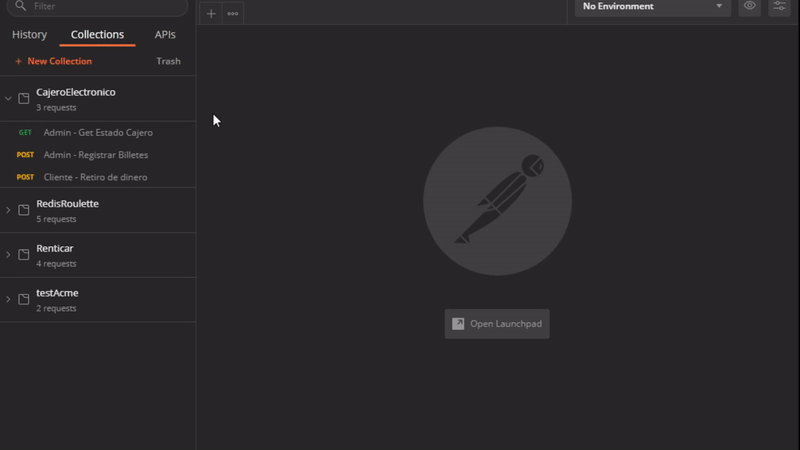 Filter
No Environment
History Collections APIs
+ New Collection Trash
CajeroElectronico
3 requests
GET Admin - Get Estado Cajero
POST Admin - Registrar Billetes
POST Cliente - Retiro de dinero
RedisRoulette
5 requests
Renticar
4 requests
testAcme
2 requests
Open Launchpad